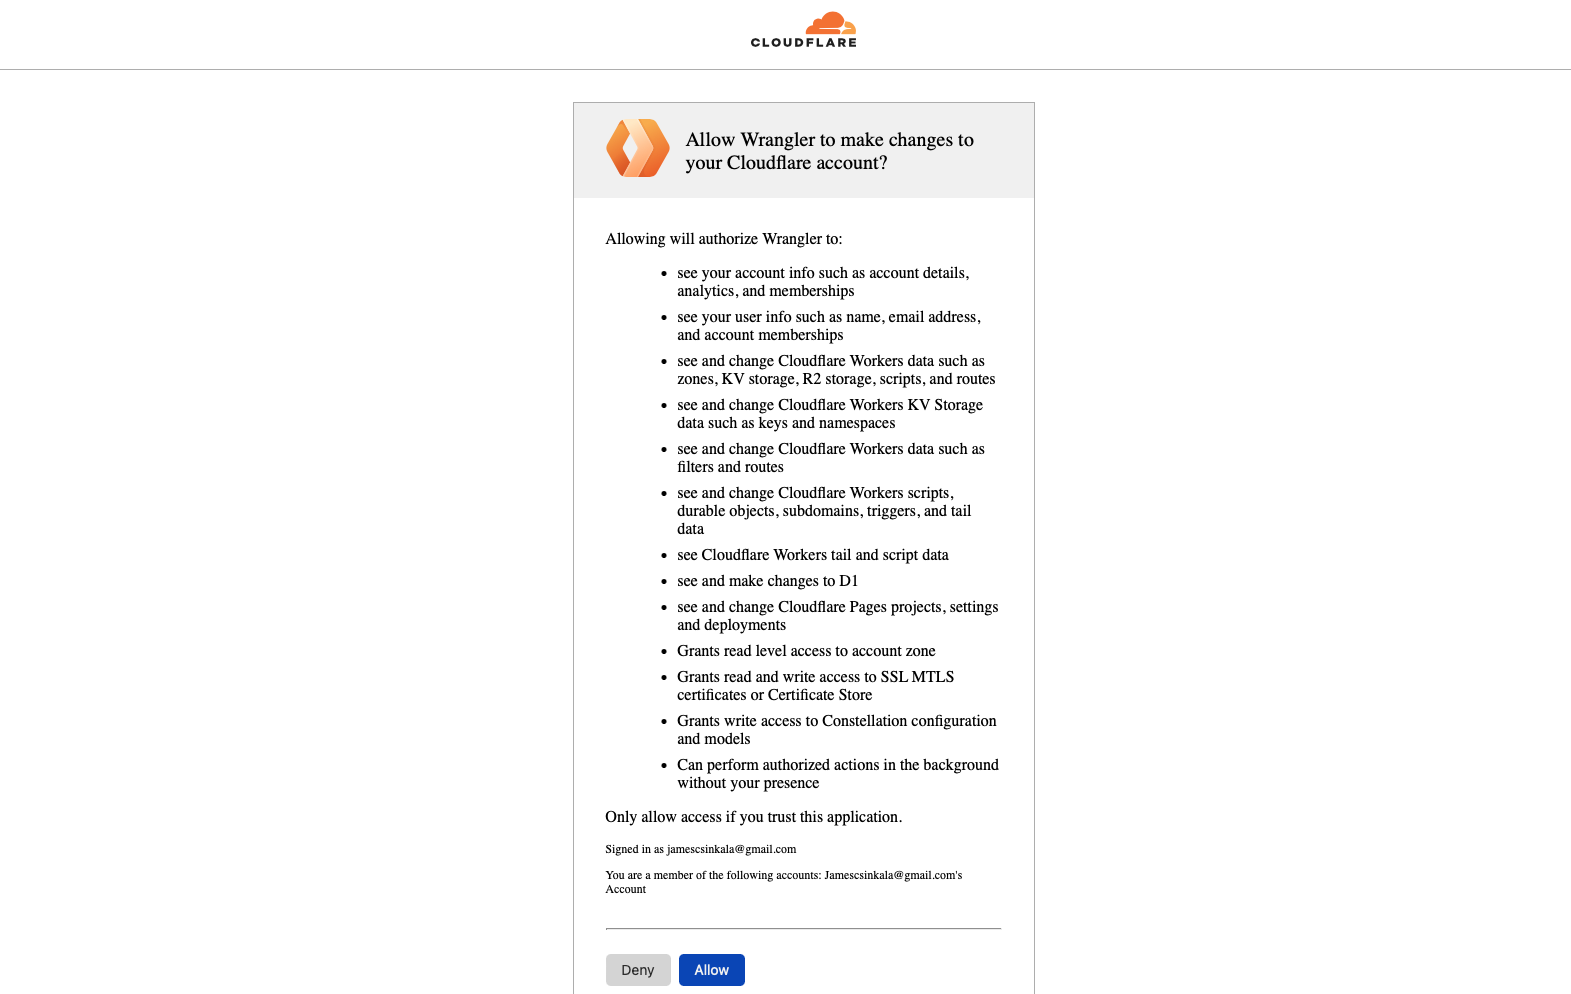 CLOUDFLARE
Allow Wrangler to make changes to
your Cloudflare account?
Allowing will authorize Wrangler to:
• see your account info such as account details,
analytics, and memberships
• see your user info such as name, email address,
and account memberships
• see and change Cloudflare Workers data such as
zones, KV storage, R2 storage, scripts, and routes
• see and change Cloudflare Workers KV Storage
data such as keys and namespaces
• see and change Cloudflare Workers data such as
filters and routes
• see and change Cloudflare Workers scripts,
durable objects, subdomains, triggers, and tail
data
• see Cloudflare Workers tail and script data
• see and make changes to D1
• see and change Cloudflare Pages projects, settings
and deployments
• Grants read level access to account zone
• Grants read and write access to SSL MTLS
certificates or Certificate Store
• Grants write access to Constellation configuration
and models
• Can perform authorized actions in the background
without your presence
Only allow access if you trust this application.
Signed in as jamescsinkala@gmail.com
You are a member of the following accounts: Jamescsinkala@gmail.com's
Account
Deny Allow